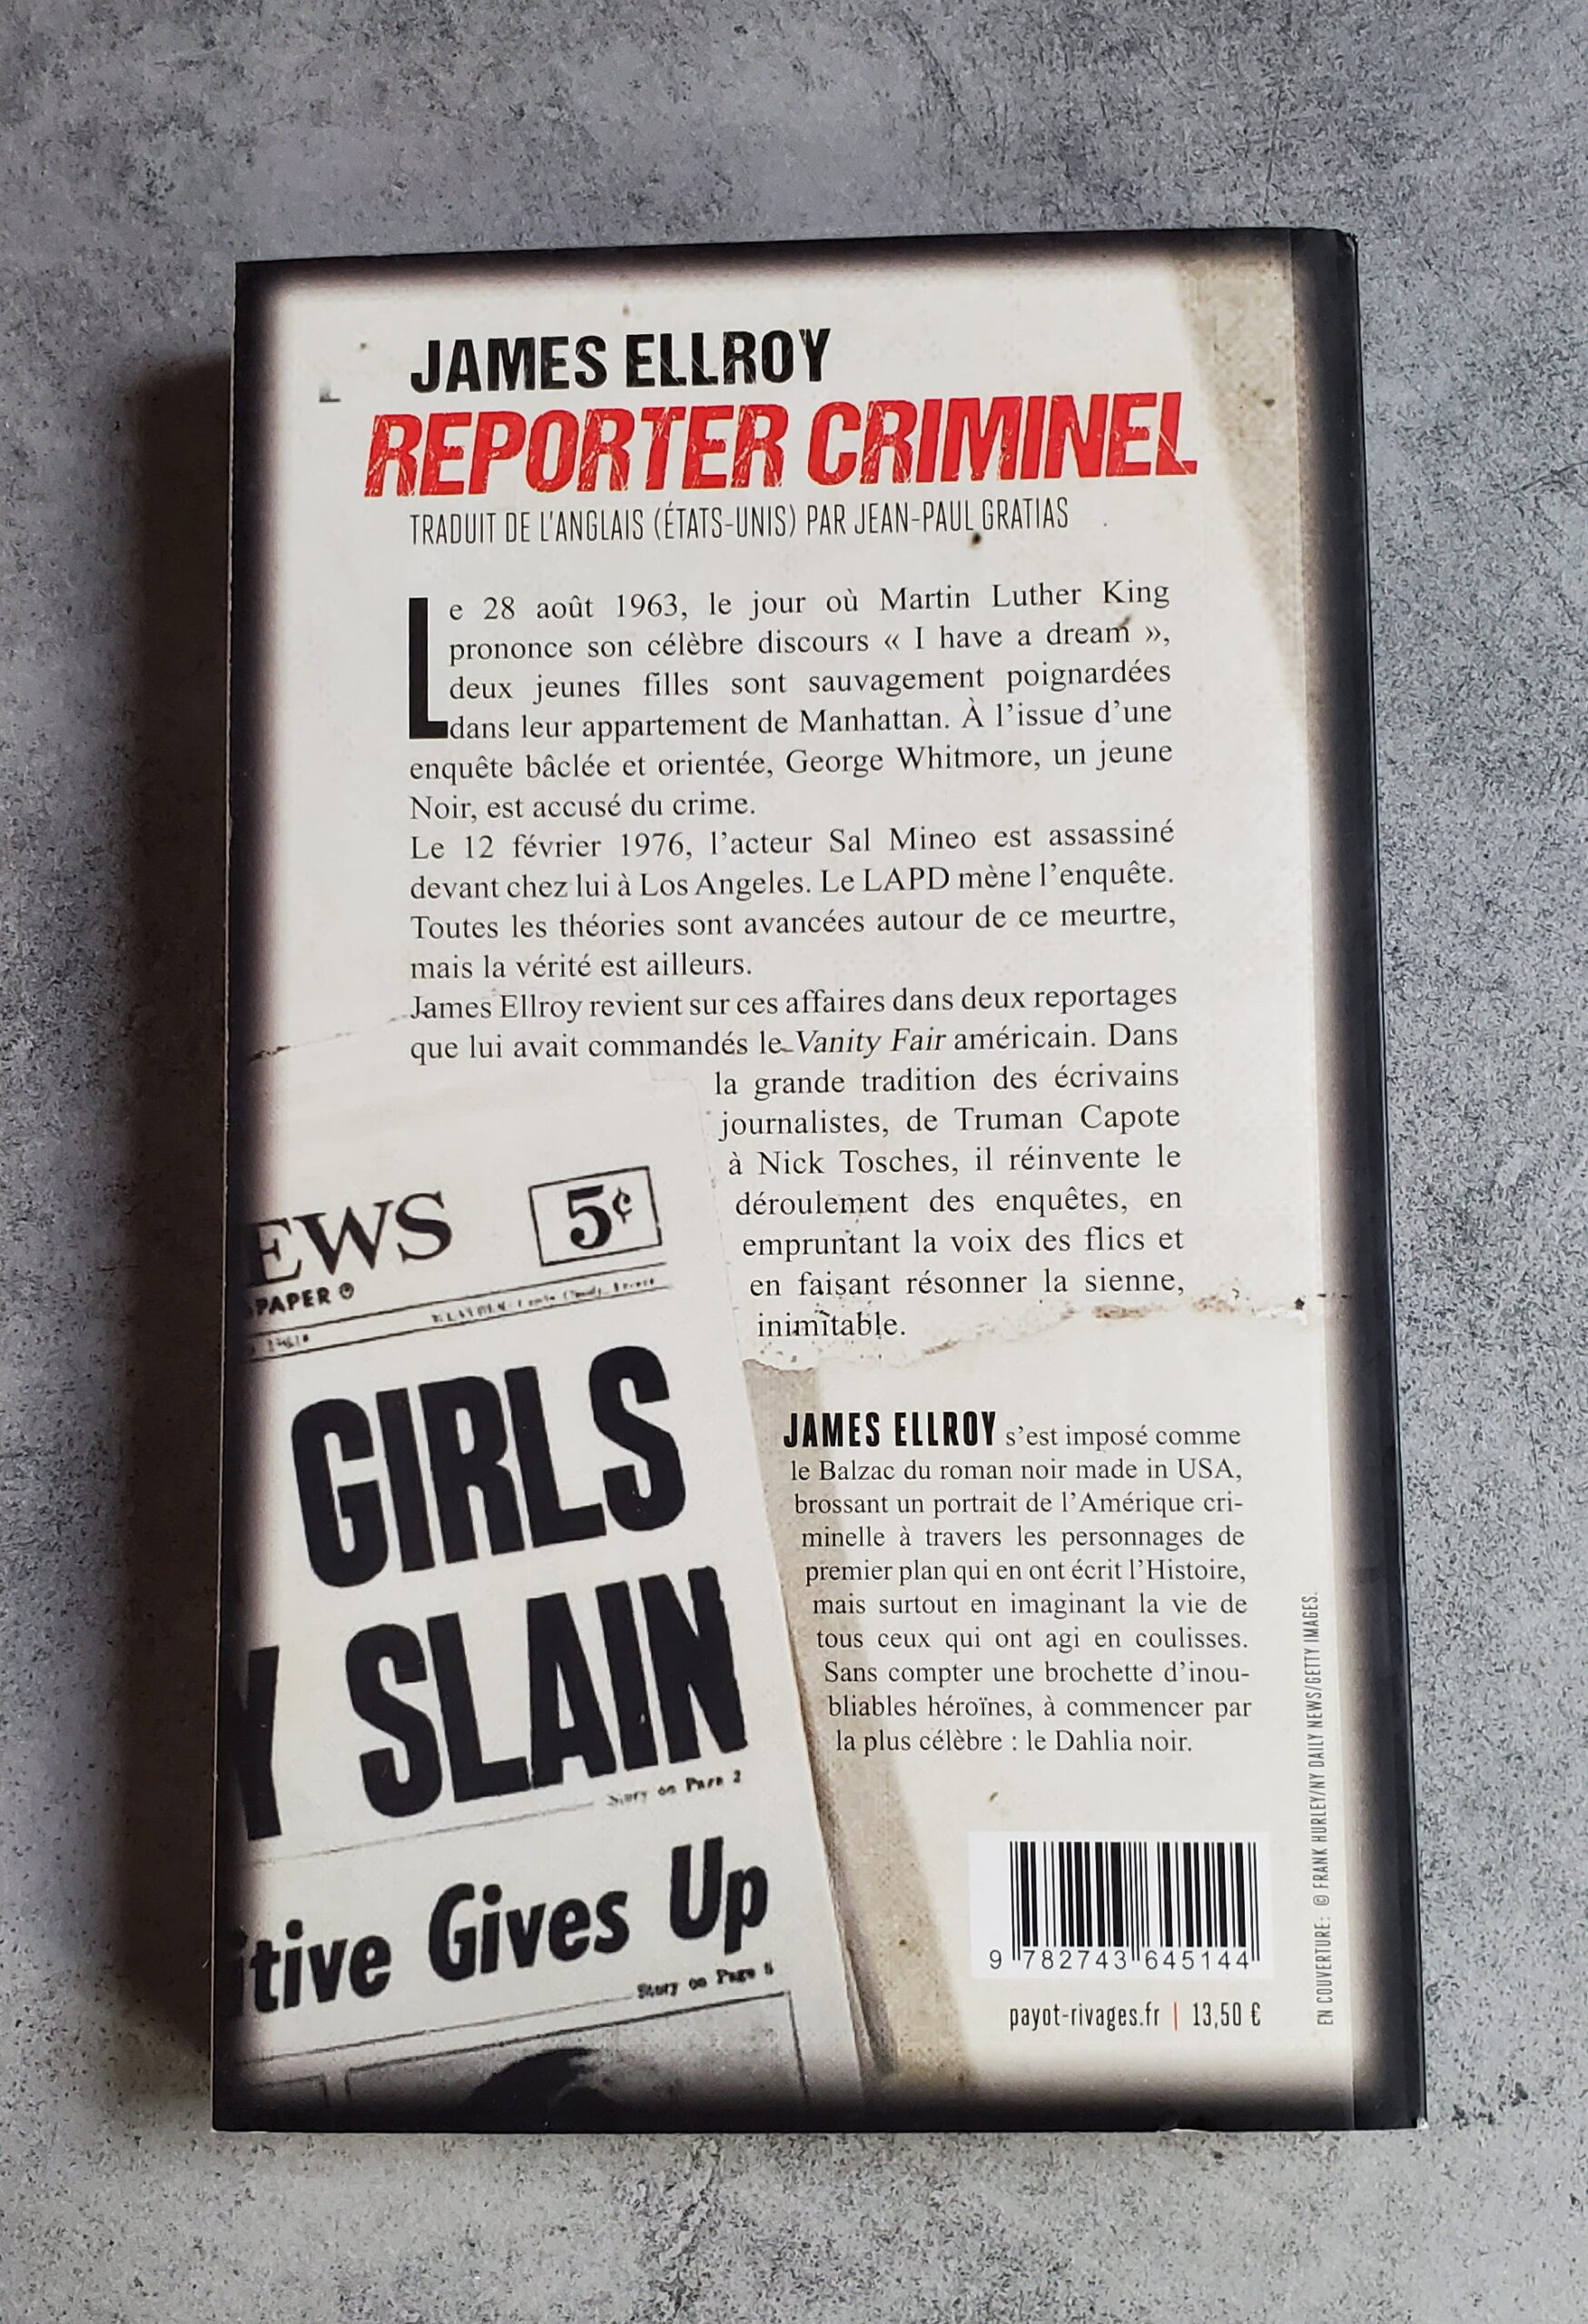 JAMES ELLROY
REPORTER CRIMINEL
TRADUIT DE L'ANGLAIS (ÉTATS-UNIS) PAR JEAN-PAUL GRATIAS
Le 28 août 1963, le jour où Martin Luther King
prononce son célèbre discours « I have a dream »,
deux jeunes filles sont sauvagement poignardées
dans leur appartement de Manhattan. À l'issue d'une
enquête bâclée et orientée, George Whitmore, un jeune
Noir, est accusé du crime.
Le 12 février 1976, l'acteur Sal Mineo est assassiné
devant chez lui à Los Angeles. Le LAPD mène l'enquête.
Toutes les théories sont avancées autour de ce meurtre,
mais la vérité est ailleurs.
James Ellroy revient sur ces affaires dans deux reportages
que lui avait commandés le Vanity Fair américain. Dans
la grande tradition des écrivains
journalistes, de Truman Capote
à Nick Tosches, il réinvente le
déroulement des enquêtes, en
empruntant la voix des flics et
en faisant résonner la sienne,
inimitable.
EWS
5¢
PAPER
GIRLS
Y SLAIN
Story on Page 2
itive Gives Up
Story on Page 5
JAMES ELLROY s'est imposé comme
le Balzac du roman noir made in USA,
brossant un portrait de l'Amérique cri-
minelle à travers les personnages de
premier plan qui en ont écrit l'Histoire,
mais surtout en imaginant la vie de
tous ceux qui ont agi en coulisses.
Sans compter une brochette d'inou-
bliables héroïnes, à commencer par
la plus célèbre : le Dahlia noir.
9 782743 645144
payot-rivages.fr | 13,50 €
EN COUVERTURE : © FRANK HURLEY/NY DAILY NEWS/GETTY IMAGES.